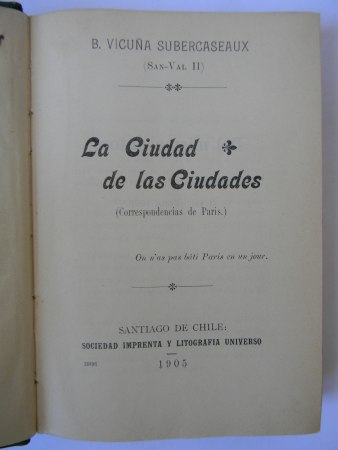 B. VICUÑA SUBERCASEAUX
(SAN-VAL II)
La Ciudad
de las Ciudades
(Correspondencias de Paris.)
On n'as pas bâti Paris en un jour.
SANTIAGO DE CHILE:
SOCIEDAD IMPRENTA Y LITOGRAFIA UNIVERSO
1905